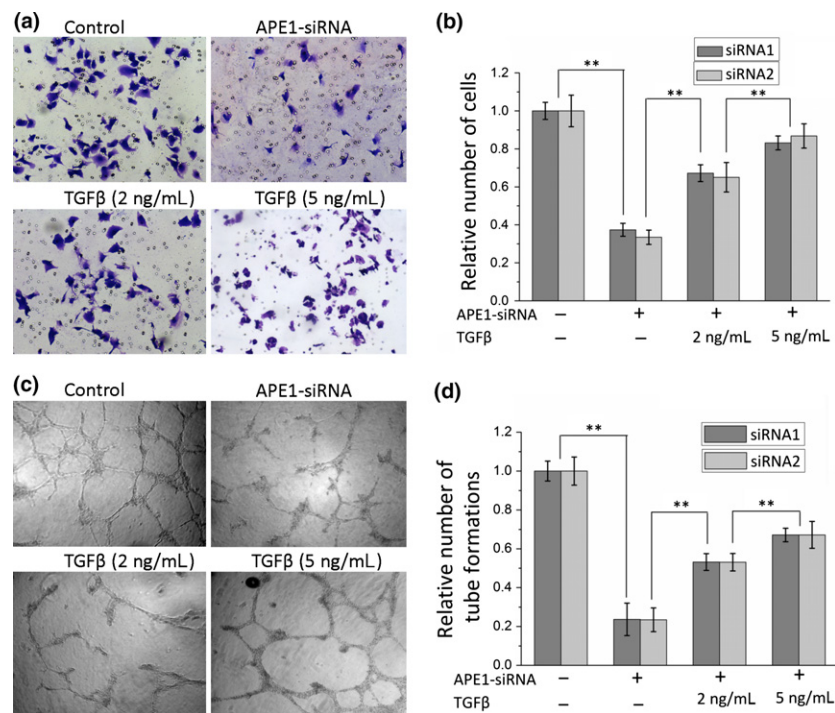 (a)
Control APE1-siRNA
TGFβ (2 ng/mL) TGFβ (5 ng/mL)
(b)
siRNA1
siRNA2
Relative number of cells
1.2
1.0
0.8
0.6
0.4
0.2
0.0
** ** **
APE1-siRNA – + + +
TGFβ – – 2 ng/mL 5 ng/mL
(c)
Control APE1-siRNA
TGFβ (2 ng/mL) TGFβ (5 ng/mL)
(d)
siRNA1
siRNA2
Relative number of
tube formations
1.2
1.0
0.8
0.6
0.4
0.2
0.0
** ** **
APE1-siRNA – + + +
TGFβ – – 2 ng/mL 5 ng/mL